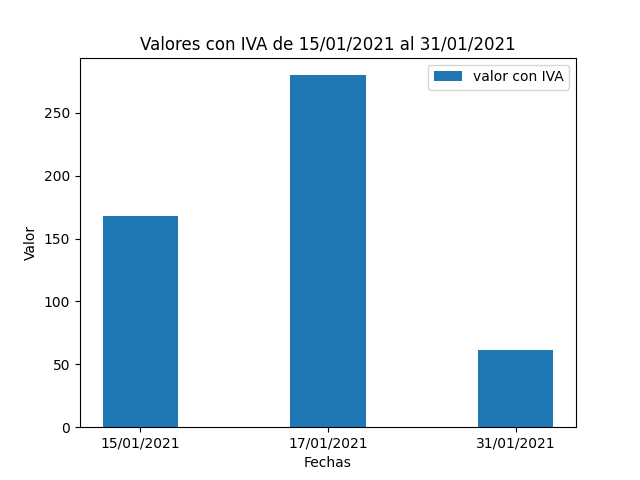 Valores con IVA de 15/01/2021 al 31/01/2021
valor con IVA
250
200
150
100
50
0
Valor
15/01/2021 17/01/2021 31/01/2021
Fechas